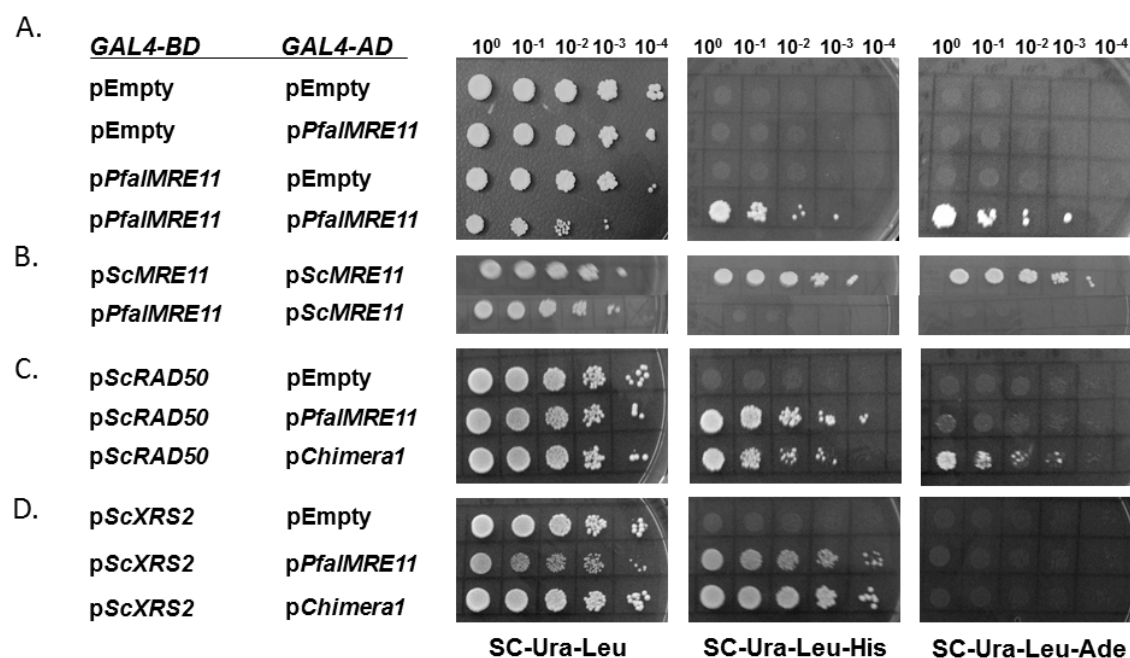 A.
GAL4-BD GAL4-AD 10⁰ 10⁻¹ 10⁻² 10⁻³ 10⁻⁴ 10⁰ 10⁻¹ 10⁻² 10⁻³ 10⁻⁴ 10⁰ 10⁻¹ 10⁻² 10⁻³ 10⁻⁴
pEmpty pEmpty
pEmpty pPfalMRE11
pPfalMRE11 pEmpty
pPfalMRE11 pPfalMRE11
B.
pScMRE11 pScMRE11
pPfalMRE11 pScMRE11
C.
pScRAD50 pEmpty
pScRAD50 pPfalMRE11
pScRAD50 pChimera1
D.
pScXRS2 pEmpty
pScXRS2 pPfalMRE11
pScXRS2 pChimera1
SC-Ura-Leu SC-Ura-Leu-His SC-Ura-Leu-Ade